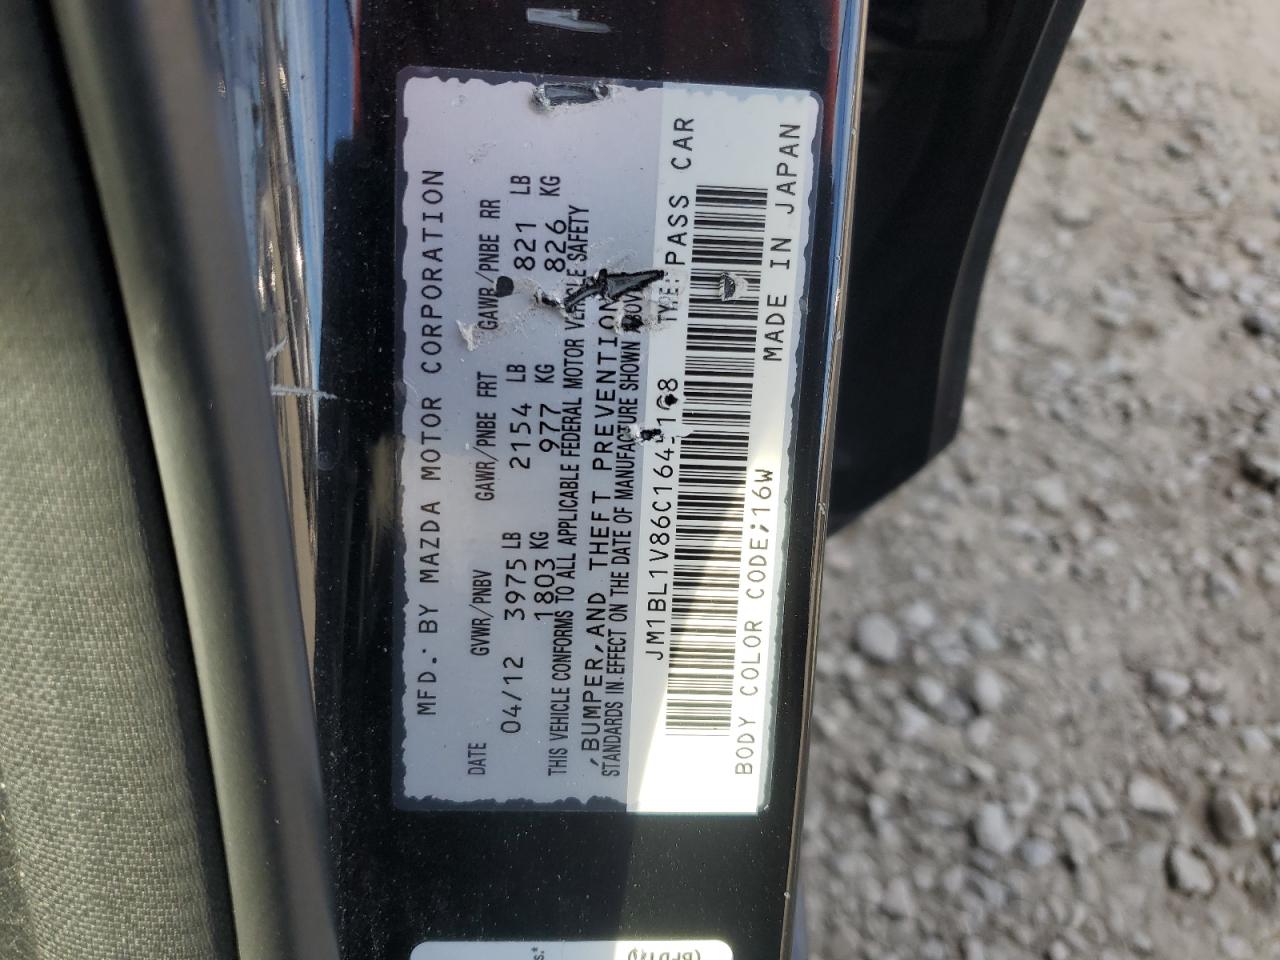 MFD. BY MAZDA MOTOR CORPORATION
DATE GVWR/PNBV GAWR/PNBE FRT GAWR/PNBE RR
04/12 3975 LB 2154 LB 821 LB
1803 KG 977 KG 826 KG
THIS VEHICLE CONFORMS TO ALL APPLICABLE FEDERAL MOTOR VEHICLE SAFETY
,BUMPER,AND THEFT PREVENTION
STANDARDS IN EFFECT ON THE DATE OF MANUFACTURE SHOWN
TYPE: PASS CAR
BODY COLOR CODE;16W MADE IN JAPAN